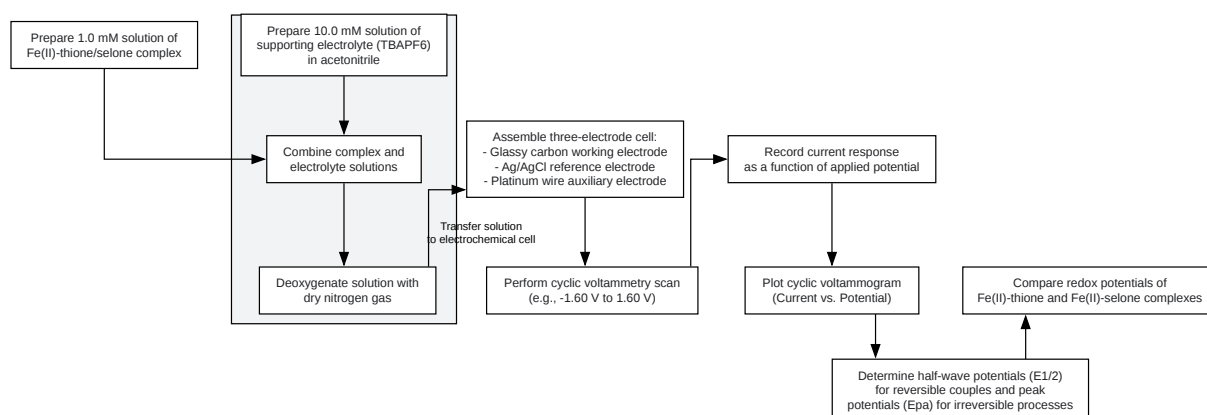 Prepare 1.0 mM solution of
Fe(II)-thione/selone complex
Prepare 10.0 mM solution of
supporting electrolyte (TBAPF6)
in acetonitrile
Combine complex and
electrolyte solutions
Deoxygenate solution with
dry nitrogen gas
Transfer solution
to electrochemical cell
Assemble three-electrode cell:
- Glassy carbon working electrode
- Ag/AgCl reference electrode
- Platinum wire auxiliary electrode
Perform cyclic voltammetry scan
(e.g., -1.60 V to 1.60 V)
Record current response
as a function of applied potential
Plot cyclic voltammogram
(Current vs. Potential)
Determine half-wave potentials (E1/2)
for reversible couples and peak
potentials (Epa) for irreversible processes
Compare redox potentials of
Fe(II)-thione and Fe(II)-selone complexes